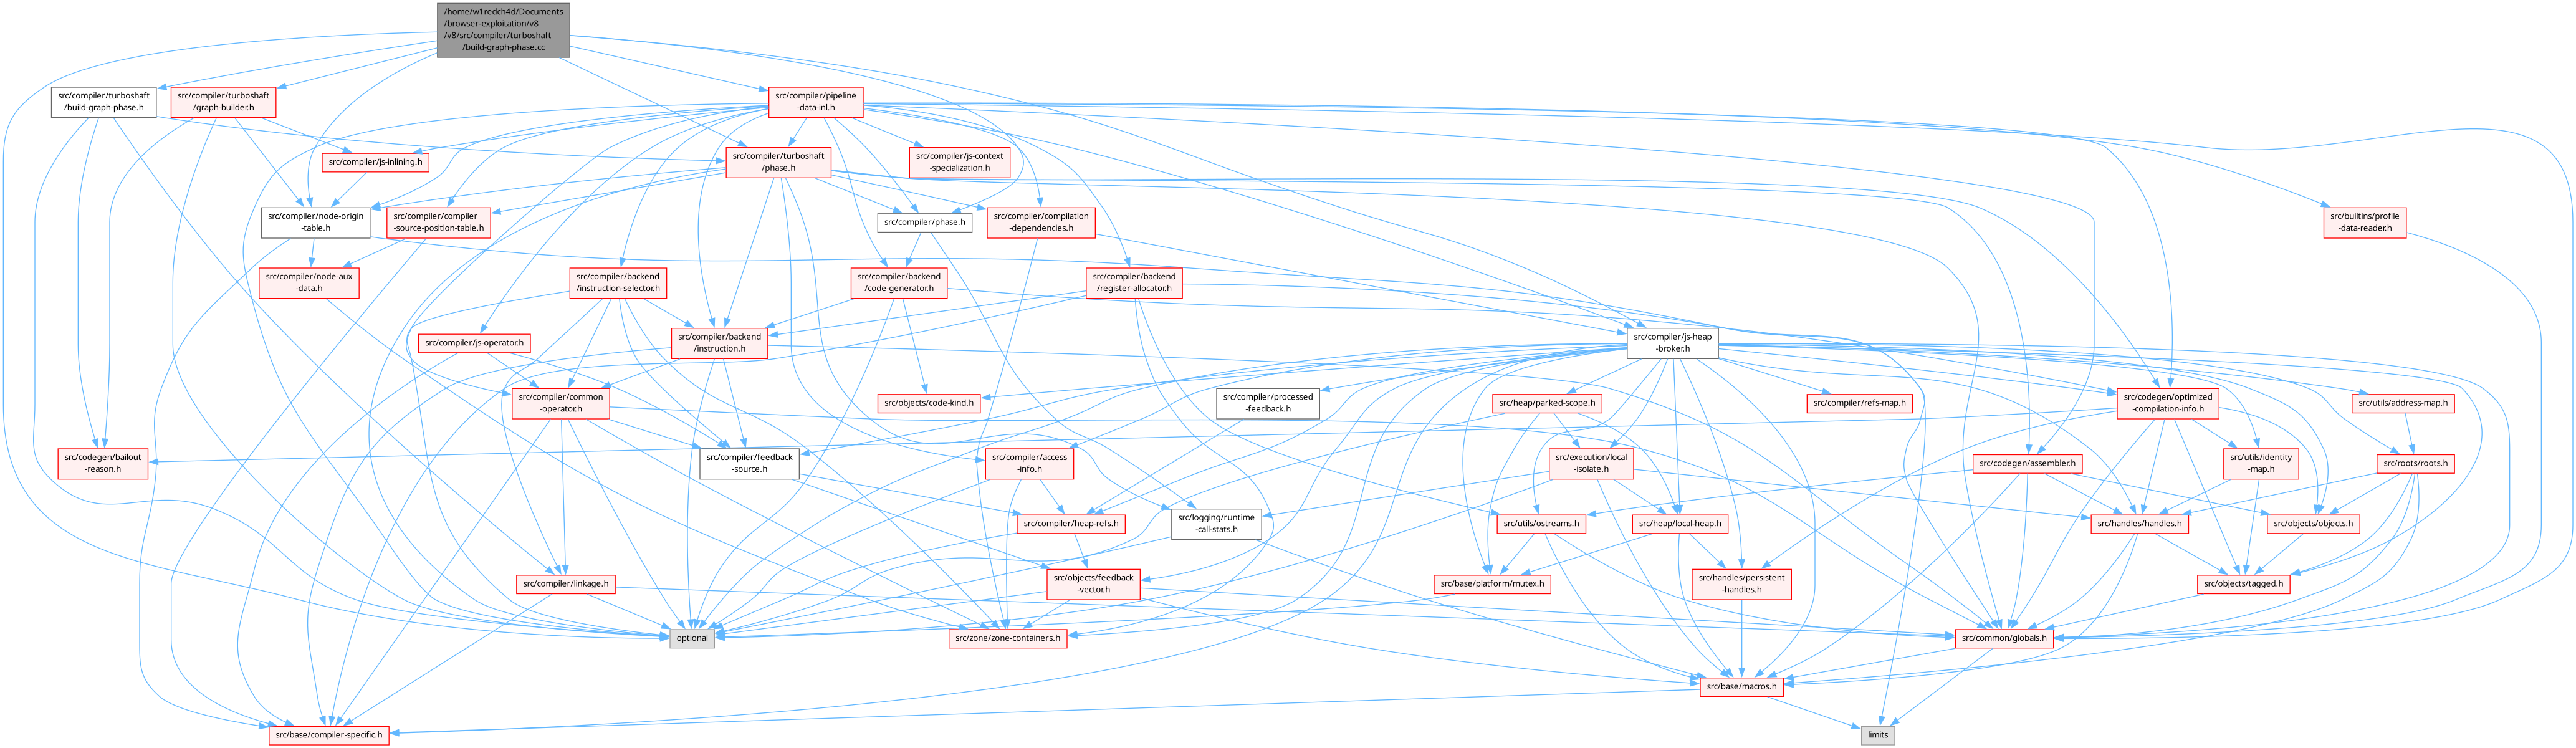 /home/w1redch4d/Documents
/browser-exploitation/v8
/v8/src/compiler/turboshaft
/build-graph-phase.cc
src/compiler/turboshaft
/build-graph-phase.h
src/compiler/turboshaft
/graph-builder.h
src/compiler/pipeline
-data-inl.h
src/compiler/js-inlining.h
src/compiler/turboshaft
/phase.h
src/compiler/js-context
-specialization.h
src/compiler/node-origin
-table.h
src/compiler/compiler
-source-position-table.h
src/compiler/phase.h
src/compiler/compilation
-dependencies.h
src/builtins/profile
-data-reader.h
src/compiler/node-aux
-data.h
src/compiler/backend
/instruction-selector.h
src/compiler/backend
/code-generator.h
src/compiler/backend
/register-allocator.h
src/compiler/js-operator.h
src/compiler/backend
/instruction.h
src/compiler/js-heap
-broker.h
src/compiler/common
-operator.h
src/objects/code-kind.h
src/compiler/processed
-feedback.h
src/heap/parked-scope.h
src/compiler/refs-map.h
src/codegen/optimized
-compilation-info.h
src/utils/address-map.h
src/codegen/bailout
-reason.h
src/compiler/feedback
-source.h
src/compiler/access
-info.h
src/execution/local
-isolate.h
src/codegen/assembler.h
src/utils/identity
-map.h
src/roots/roots.h
src/compiler/heap-refs.h
src/logging/runtime
-call-stats.h
src/utils/ostreams.h
src/heap/local-heap.h
src/handles/handles.h
src/objects/objects.h
src/compiler/linkage.h
src/objects/feedback
-vector.h
src/base/platform/mutex.h
src/handles/persistent
-handles.h
src/objects/tagged.h
optional
src/zone/zone-containers.h
src/common/globals.h
src/base/macros.h
src/base/compiler-specific.h
limits